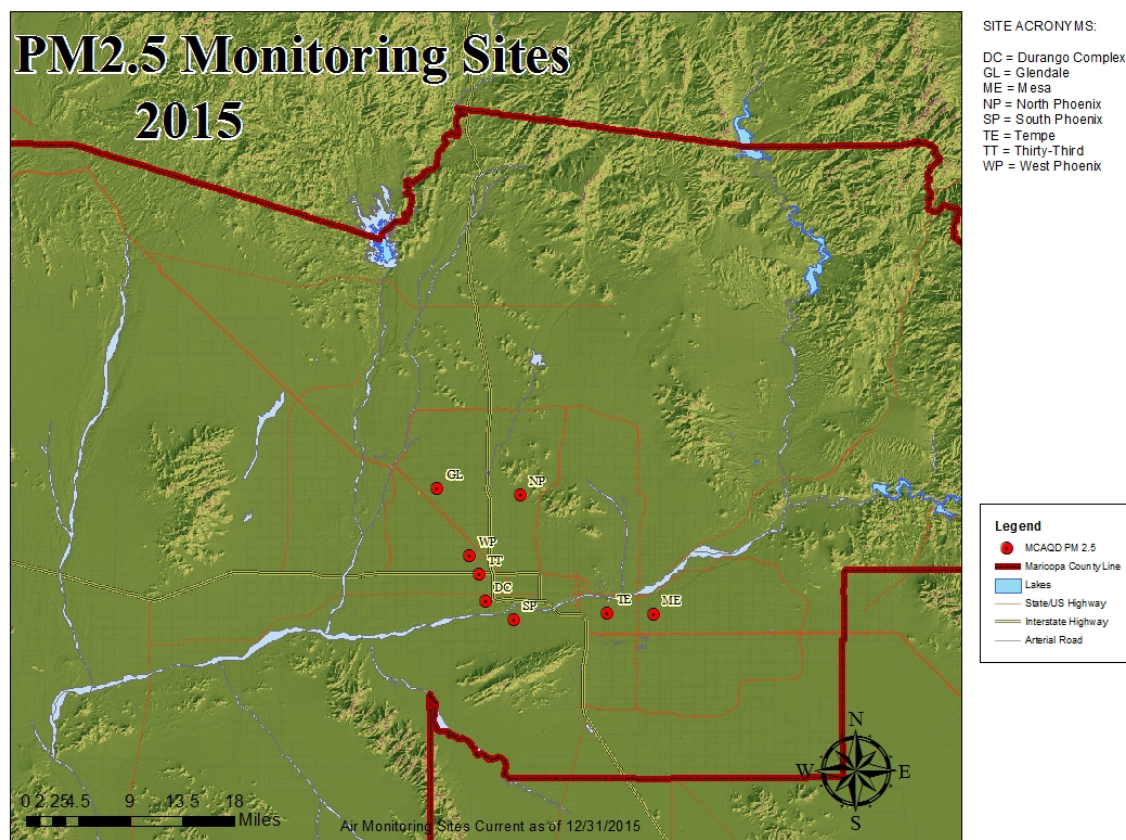 PM2.5 Monitoring Sites
2015
SITE ACRONYMS:
DC = Durango Complex
GL = Glendale
ME = Mesa
NP = North Phoenix
SP = South Phoenix
TE = Tempe
TT = Thirty-Third
WP = West Phoenix
GL
NP
WP
TT
DC
SP
TE
ME
Legend
MCAQD PM 2.5
Maricopa County Line
Lakes
State/US Highway
Interstate Highway
Arterial Road
N
W
E
S
0 2.25 4.5 9 13.5 18
Miles
Air Monitoring Sites Current as of 12/31/2015